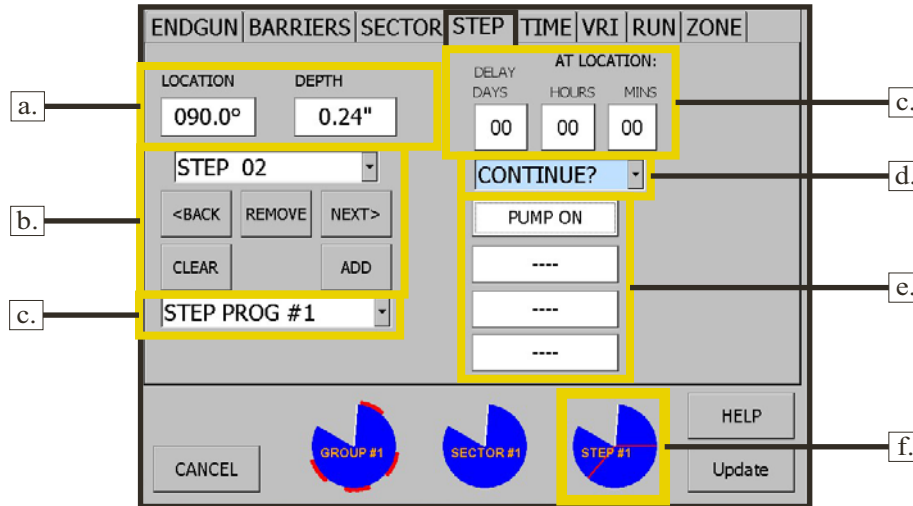 ENDGUN BARRIERS SECTOR STEP TIME VRI RUN ZONE
LOCATION DEPTH
090.0° 0.24"
AT LOCATION:
DELAY
DAYS HOURS MINS
00 00 00
a.
c.
STEP 02
CONTINUE?
d.
b.
<BACK REMOVE NEXT>
PUMP ON
CLEAR ADD
----
e.
c.
STEP PROG #1
----
----
GROUP #1
SECTOR #1
STEP #1
HELP
f.
CANCEL
Update